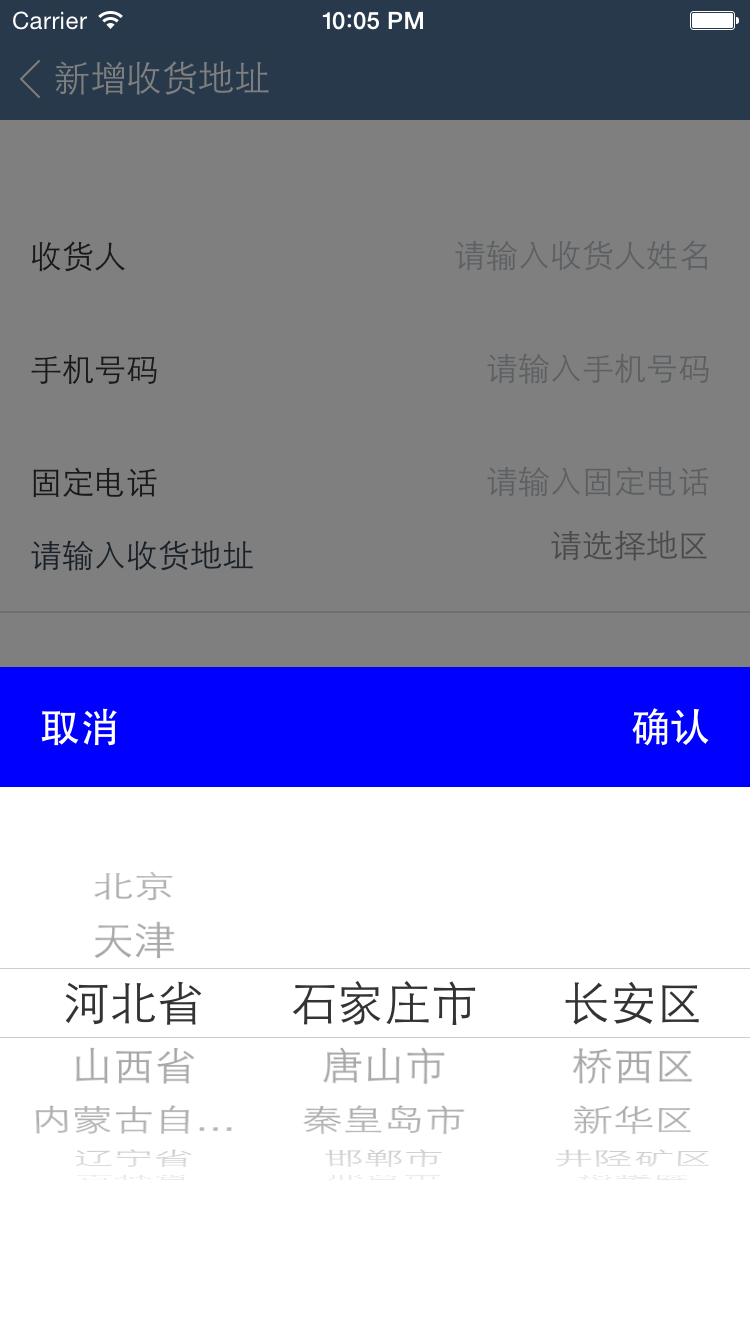 Carrier 10:05 PM
新增收货地址
收货人 请输入收货人姓名
手机号码 请输入手机号码
固定电话 请输入固定电话
请输入收货地址 请选择地区
取消 确认
北京
天津
河北省 石家庄市 长安区
山西省 唐山市 桥西区
内蒙古自... 秦皇岛市 新华区
辽宁省 邯郸市 井陉矿区